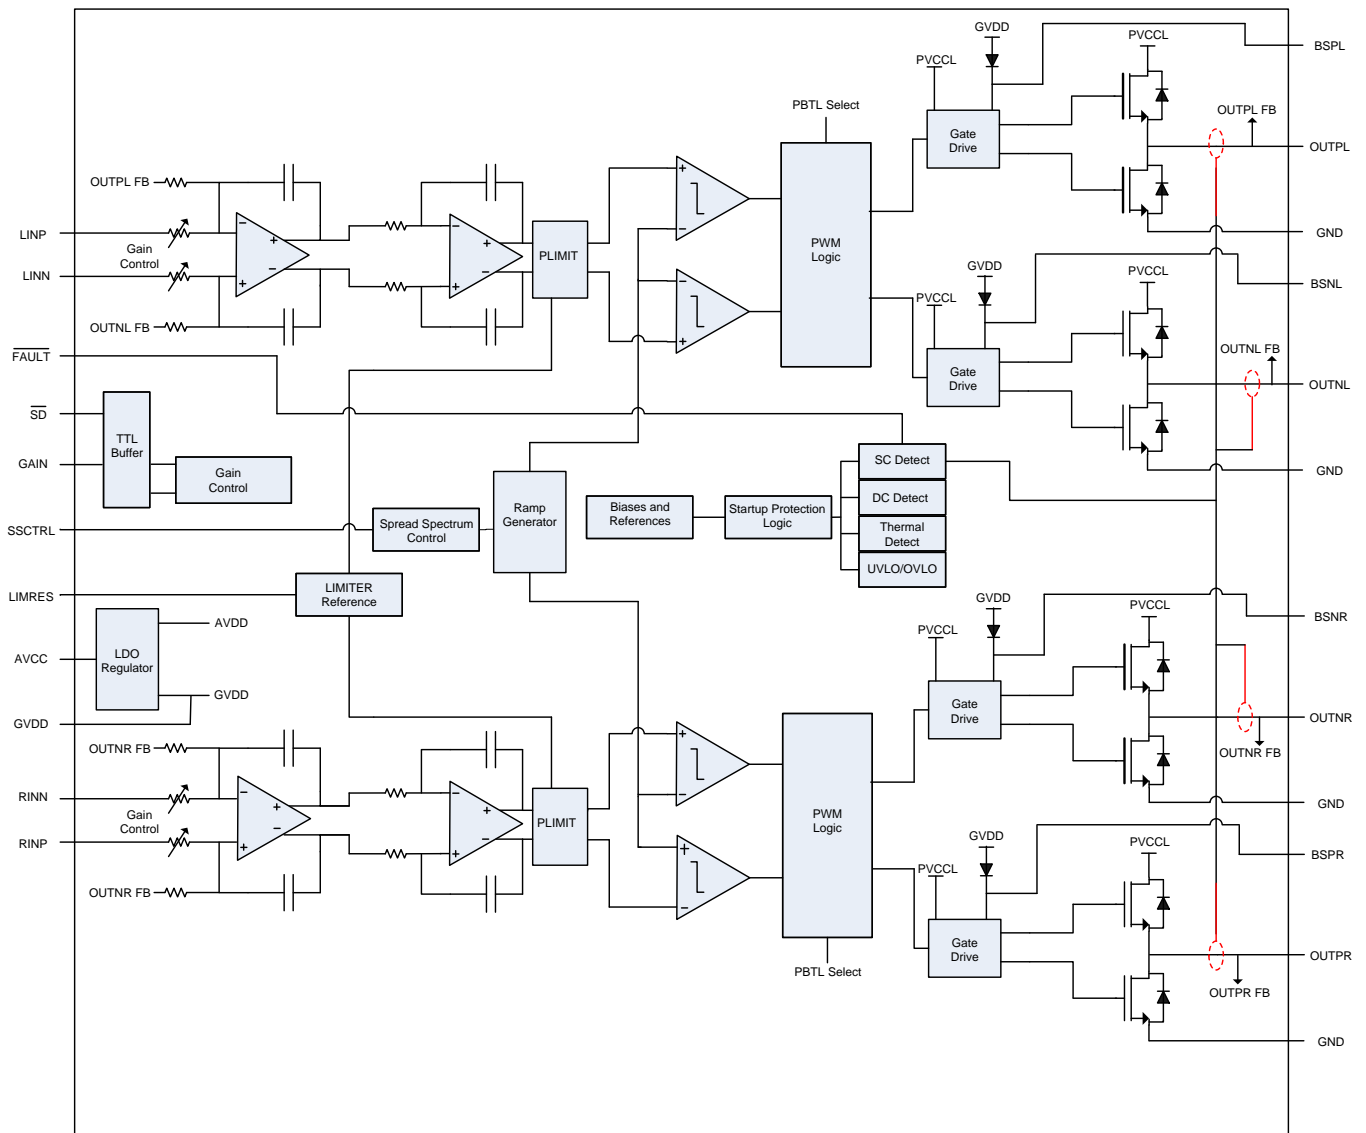 GVDD
PVCCL
BSPL
PVCCL
PBTL Select
OUTPL FB
Gate
Drive
OUTPL
OUTPL FB
+
-
LINP
-
+
-
+
-
GND
Gain
Control
PLIMIT
PWM
Logic
LINN
+
-
+
-
GVDD
PVCCL
BSNL
PVCCL
-
+
OUTNL FB
OUTNL FB
FAULT
Gate
Drive
OUTNL
SD
TTL
Buffer
GAIN
Gain
Control
SC Detect
GND
DC Detect
Ramp
Generator
Biases and
References
Startup Protection
Logic
SSCTRL
Spread Spectrum
Control
Thermal
Detect
UVLO/OVLO
LIMRES
LIMITER
Reference
GVDD
PVCCL
BSNR
AVDD
PVCCL
AVCC
LDO
Regulator
GVDD
Gate
Drive
GVDD
OUTNR
OUTNR FB
+
-
OUTNR FB
RINN
-
+
-
+
-
GND
Gain
Control
PLIMIT
PWM
Logic
RINP
+
-
+
-
GVDD
PVCCL
BSPR
PVCCL
+
-
OUTNR FB
Gate
Drive
OUTPR
PBTL Select
OUTPR FB
GND